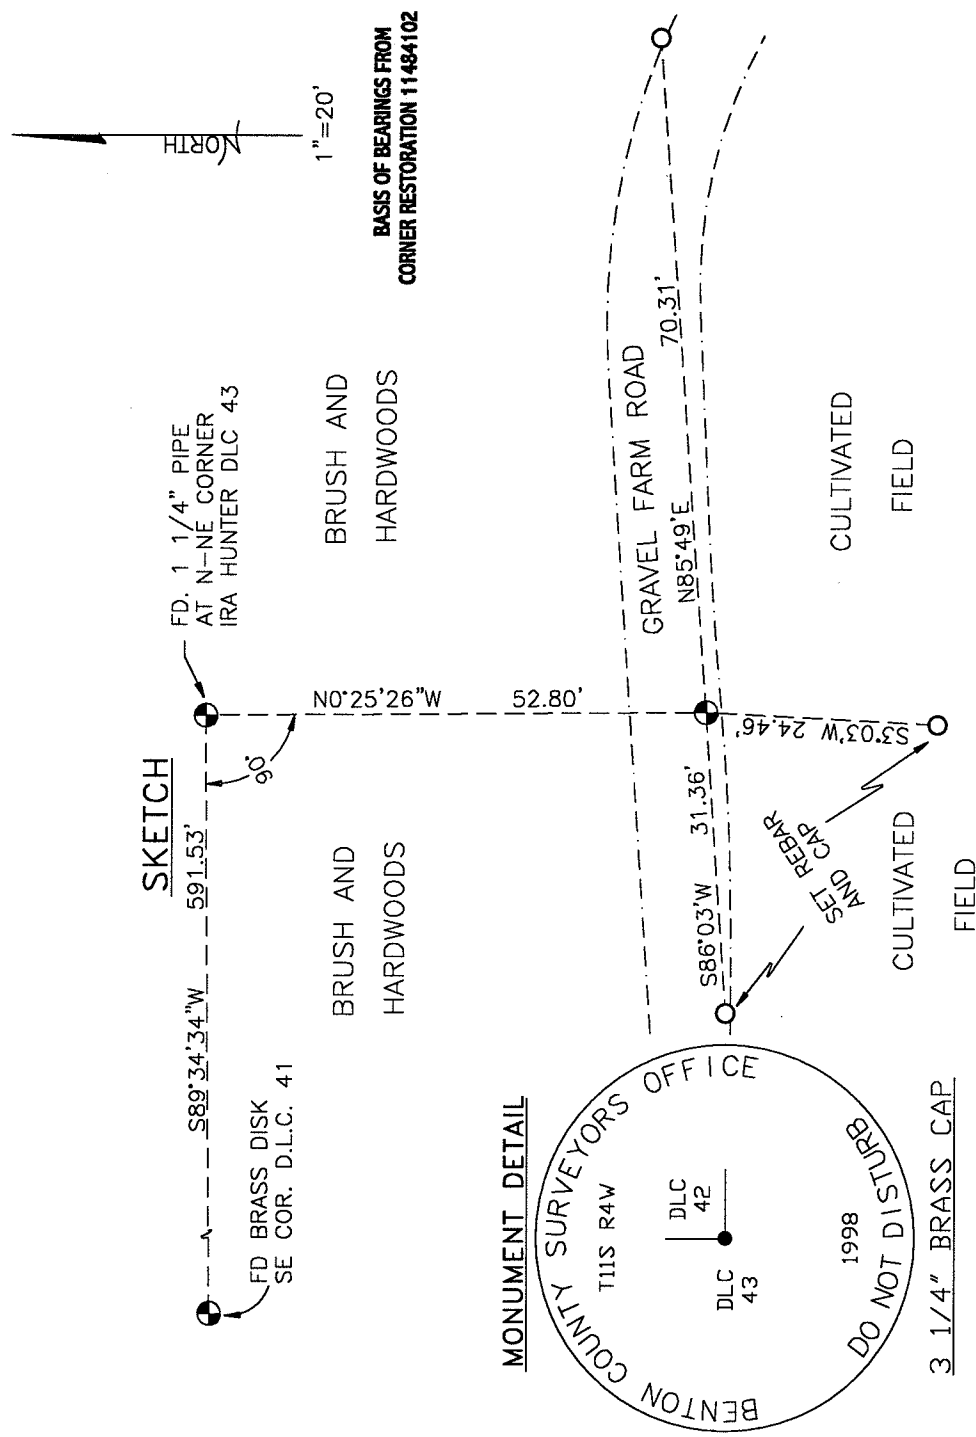 SKETCH
NORTH
1"=20'
BASIS OF BEARINGS FROM
CORNER RESTORATION 11484102
FD. 1 1/4" PIPE
AT N-NE CORNER
IRA HUNTER DLC 43
S89°34'34"W 591.53'
90°
FD BRASS DISK
SE COR. D.L.C. 41
N0°25'26"W 52.80'
BRUSH AND
HARDWOODS
BRUSH AND
HARDWOODS
GRAVEL FARM ROAD
N85°49'E 70.31'
S86°03'W 31.36'
S3°03'W 24.46'
SET REBAR
AND CAP
CULTIVATED
FIELD
CULTIVATED
FIELD
MONUMENT DETAIL
BENTON COUNTY SURVEYORS OFFICE
T11S R4W
DLC
42
DLC
43
1998
DO NOT DISTURB
3 1/4" BRASS CAP